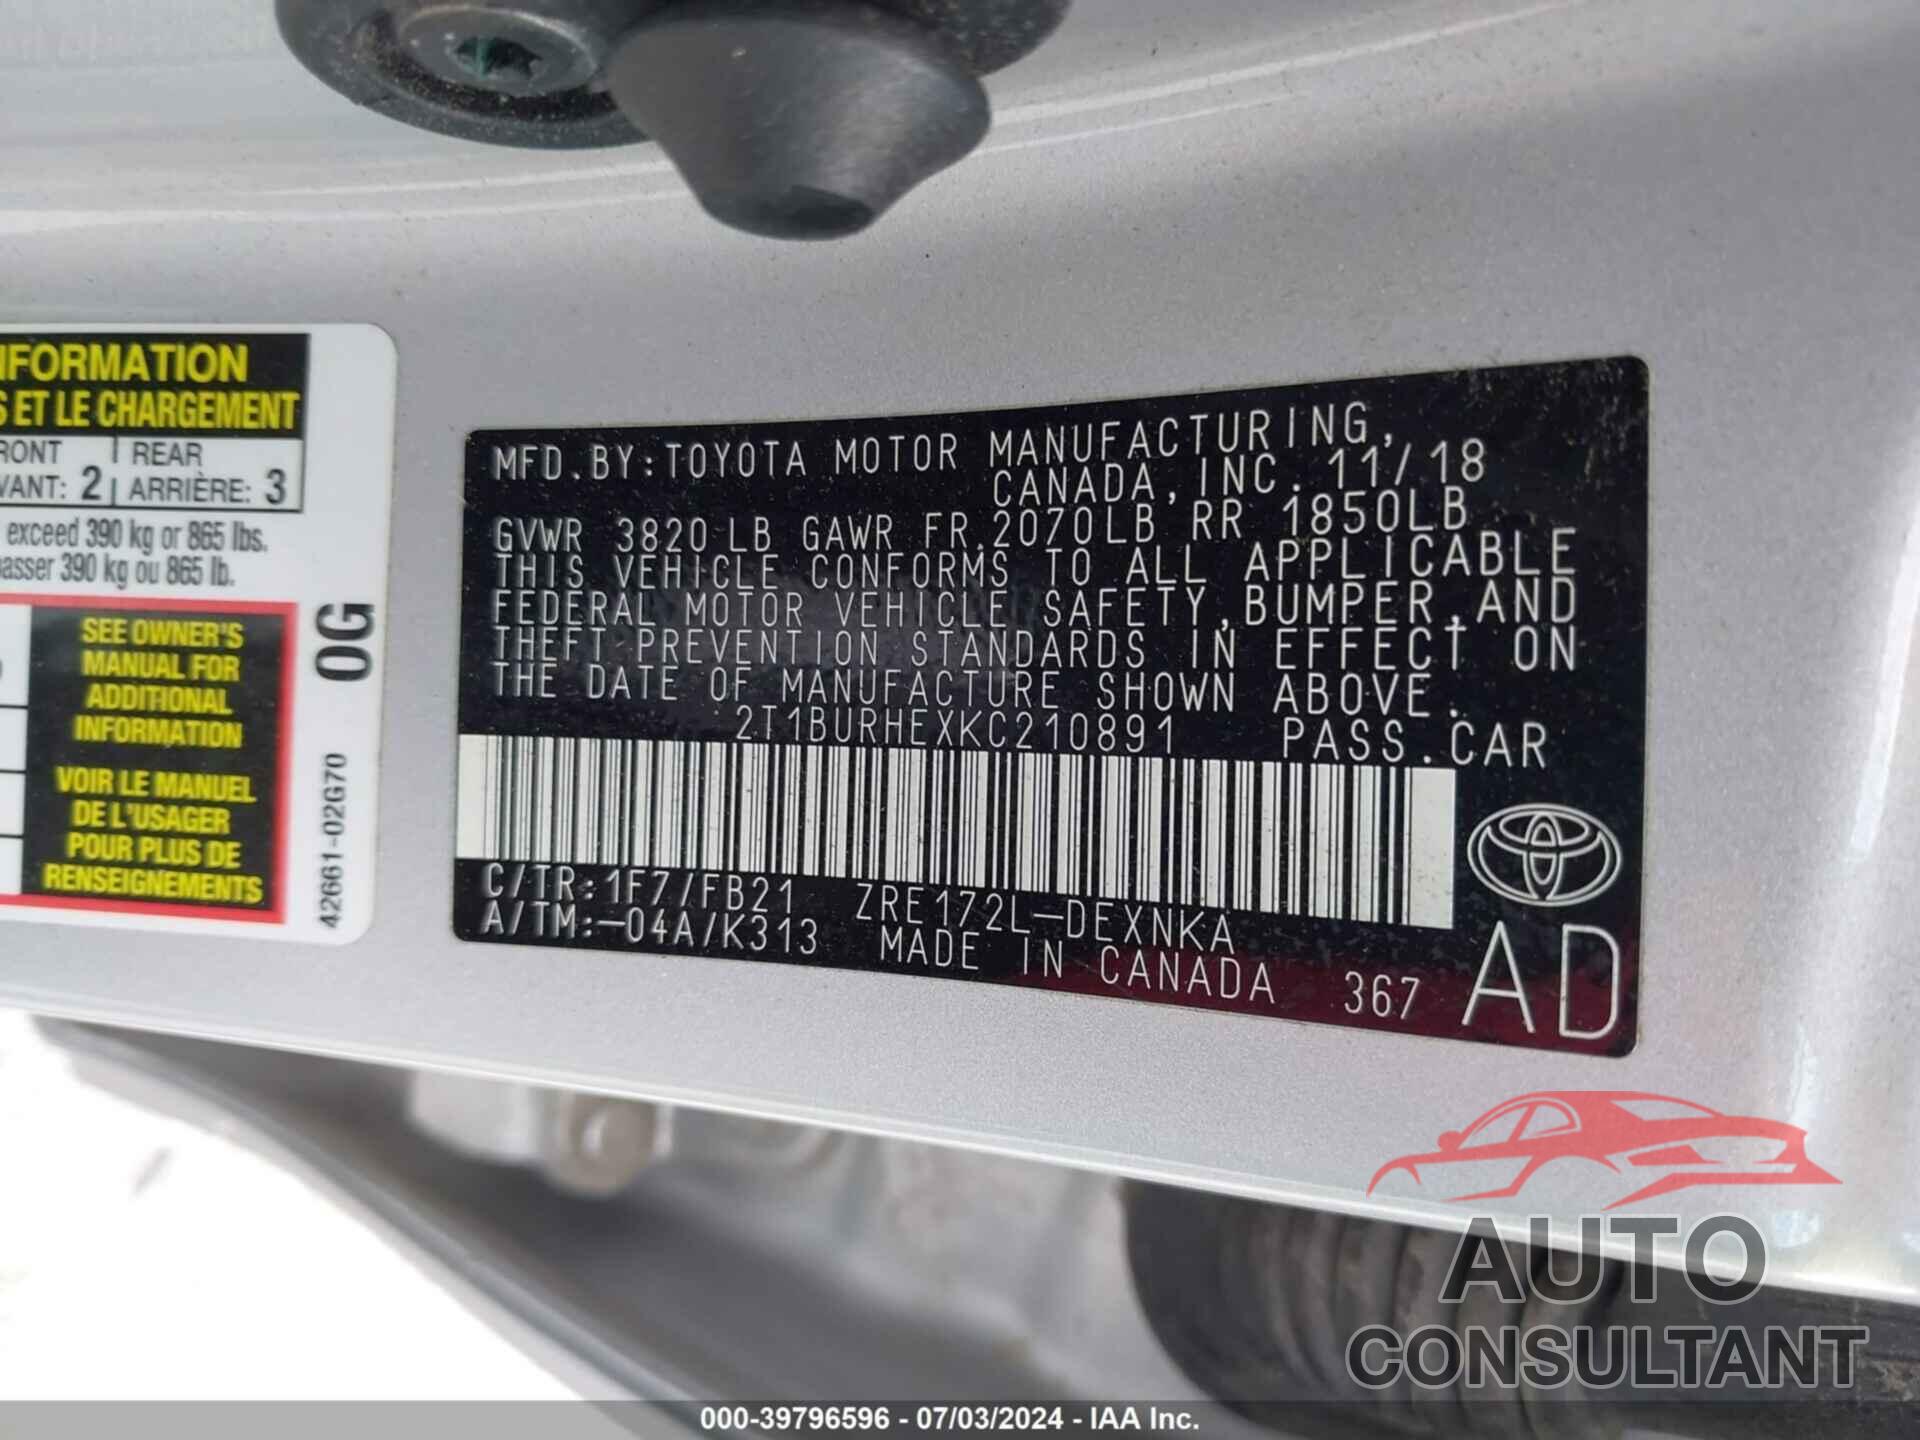 NFORMATION
S ET LE CHARGEMENT
RONT REAR
VANT: 2 ARRIÈRE: 3
exceed 390 kg or 865 lbs.
passer 390 kg ou 865 lb.
SEE OWNER'S
MANUAL FOR
ADDITIONAL
INFORMATION
VOIR LE MANUEL
DE L'USAGER
POUR PLUS DE
RENSEIGNEMENTS
0G
42661-02G70
MFD.BY:TOYOTA MOTOR MANUFACTURING,
CANADA,INC. 11/18
GVWR 3820 LB GAWR FR.2070LB RR 1850LB
THIS VEHICLE CONFORMS TO ALL APPLICABLE
FEDERAL MOTOR VEHICLE SAFETY,BUMPER,AND
THEFT PREVENTION STANDARDS IN EFFECT ON
THE DATE OF MANUFACTURE SHOWN ABOVE.
2T1BURHEXKC210891 PASS.CAR
C/TR:1F7/FB21 ZRE172L-DEXNKA
A/TM:-04A/K313 MADE IN CANADA 367 AD
AUTO
CONSULTANT
000-39796596 - 07/03/2024 - IAA Inc.